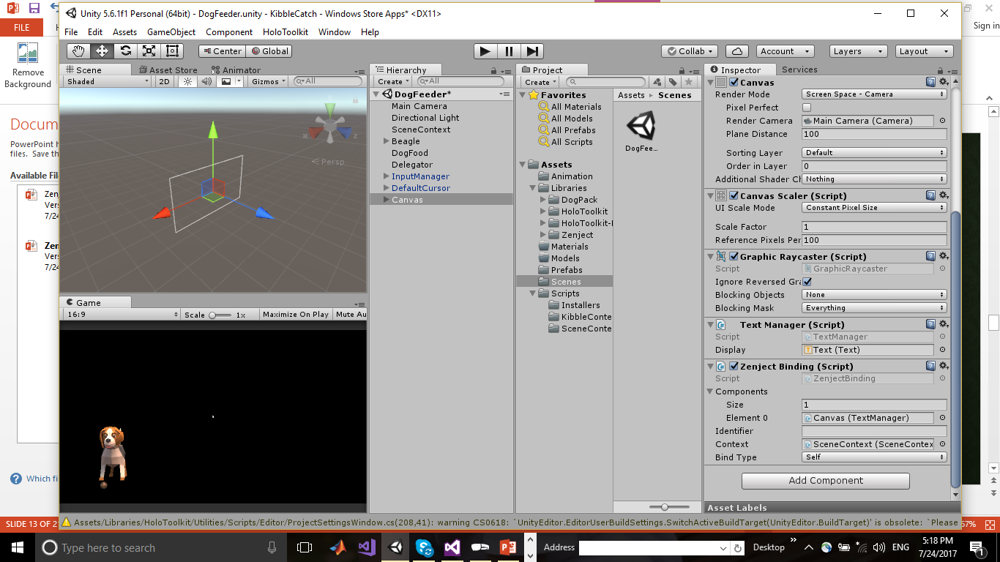 Unity 5.6.1f1 Personal (64bit) - DogFeeder.unity - KibbleCatch - Windows Store Apps* <DX11>
Sign in
FILE
File Edit Assets GameObject Component HoloToolkit Window Help
Remove
Background
Center Global
Collab Account Layers Layout
Scene Asset Store Animator
Shaded 2D Gizmos All
y
x z
Persp
Game
16:9 Scale 1x Maximize On Play Mute Au
Hierarchy
Create All
DogFeeder*
Main Camera
Directional Light
SceneContext
Beagle
DogFood
Delegator
InputManager
DefaultCursor
Canvas
Project
Create
Favorites
All Materials
All Models
All Prefabs
All Scripts
Assets
Animation
Libraries
DogPack
HoloToolkit
HoloToolkit-
Zenject
Materials
Models
Prefabs
Scenes
Scripts
Installers
KibbleConte
SceneConte
Assets Scenes
DogFee...
Inspector Services
Canvas
Render Mode Screen Space - Camera
Pixel Perfect
Render Camera Main Camera (Camera)
Plane Distance 100
Sorting Layer Default
Order in Layer 0
Additional Shader Ch Nothing
Canvas Scaler (Script)
UI Scale Mode Constant Pixel Size
Scale Factor 1
Reference Pixels Per 100
Graphic Raycaster (Script)
Script GraphicRaycaster
Ignore Reversed Gra
Blocking Objects None
Blocking Mask Everything
Text Manager (Script)
Script TextManager
Display Text (Text)
Zenject Binding (Script)
Script ZenjectBinding
Components
Size 1
Element 0 Canvas (TextManager)
Identifier
Context SceneContext (SceneContex
Bind Type Self
Add Component
Asset Labels
Docum
PowerPoint h
files. Save the
Available File
Zen
Vers
7/24
Zen
Vers
7/24
Which fi
SLIDE 13 OF 2
67%
Assets/Libraries/HoloToolkit/Utilities/Scripts/Editor/ProjectSettingsWindow.cs(208,41): warning CS0618: `UnityEditor.EditorUserBuildSettings.SwitchActiveBuildTarget(UnityEditor.BuildTarget)' is obsolete: `Please
Type here to search
Address
Desktop
ENG
5:18 PM
7/24/2017
1